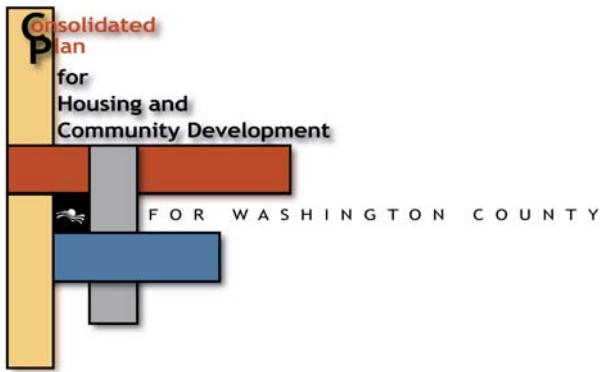 Consolidated
Plan
for
Housing and
Community Development
FOR WASHINGTON COUNTY